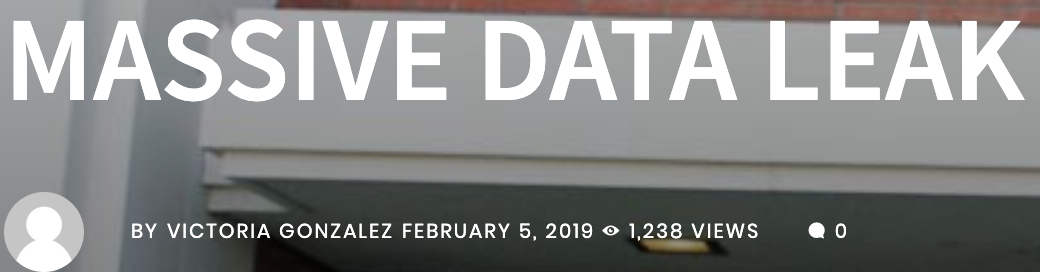 MASSIVE DATA LEAK
BY VICTORIA GONZALEZ FEBRUARY 5, 2019 1,238 VIEWS 0